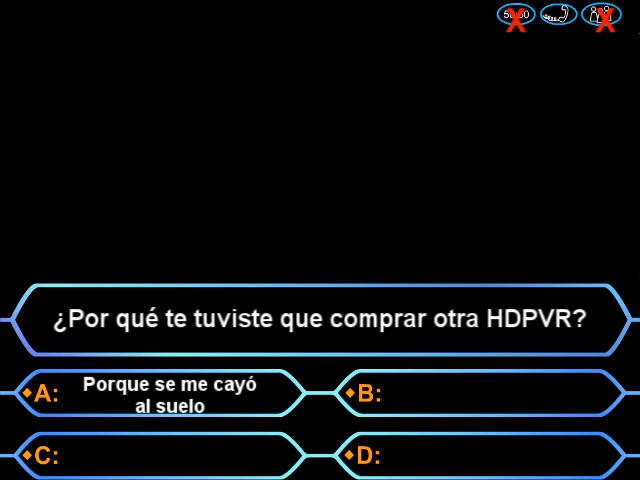 50:50
¿Por qué te tuviste que comprar otra HDPVR?
A: Porque se me cayó
al suelo
B:
C:
D: